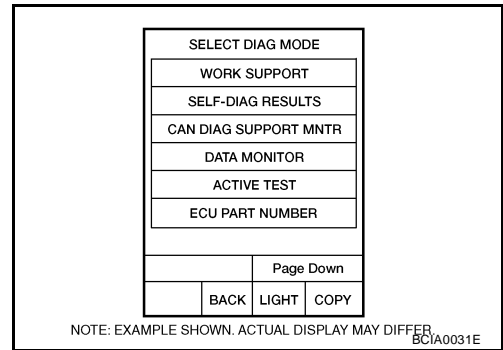 SELECT DIAG MODE
WORK SUPPORT
SELF-DIAG RESULTS
CAN DIAG SUPPORT MNTR
DATA MONITOR
ACTIVE TEST
ECU PART NUMBER
Page Down
BACK LIGHT COPY
NOTE: EXAMPLE SHOWN. ACTUAL DISPLAY MAY DIFFER.
BCIA0031E